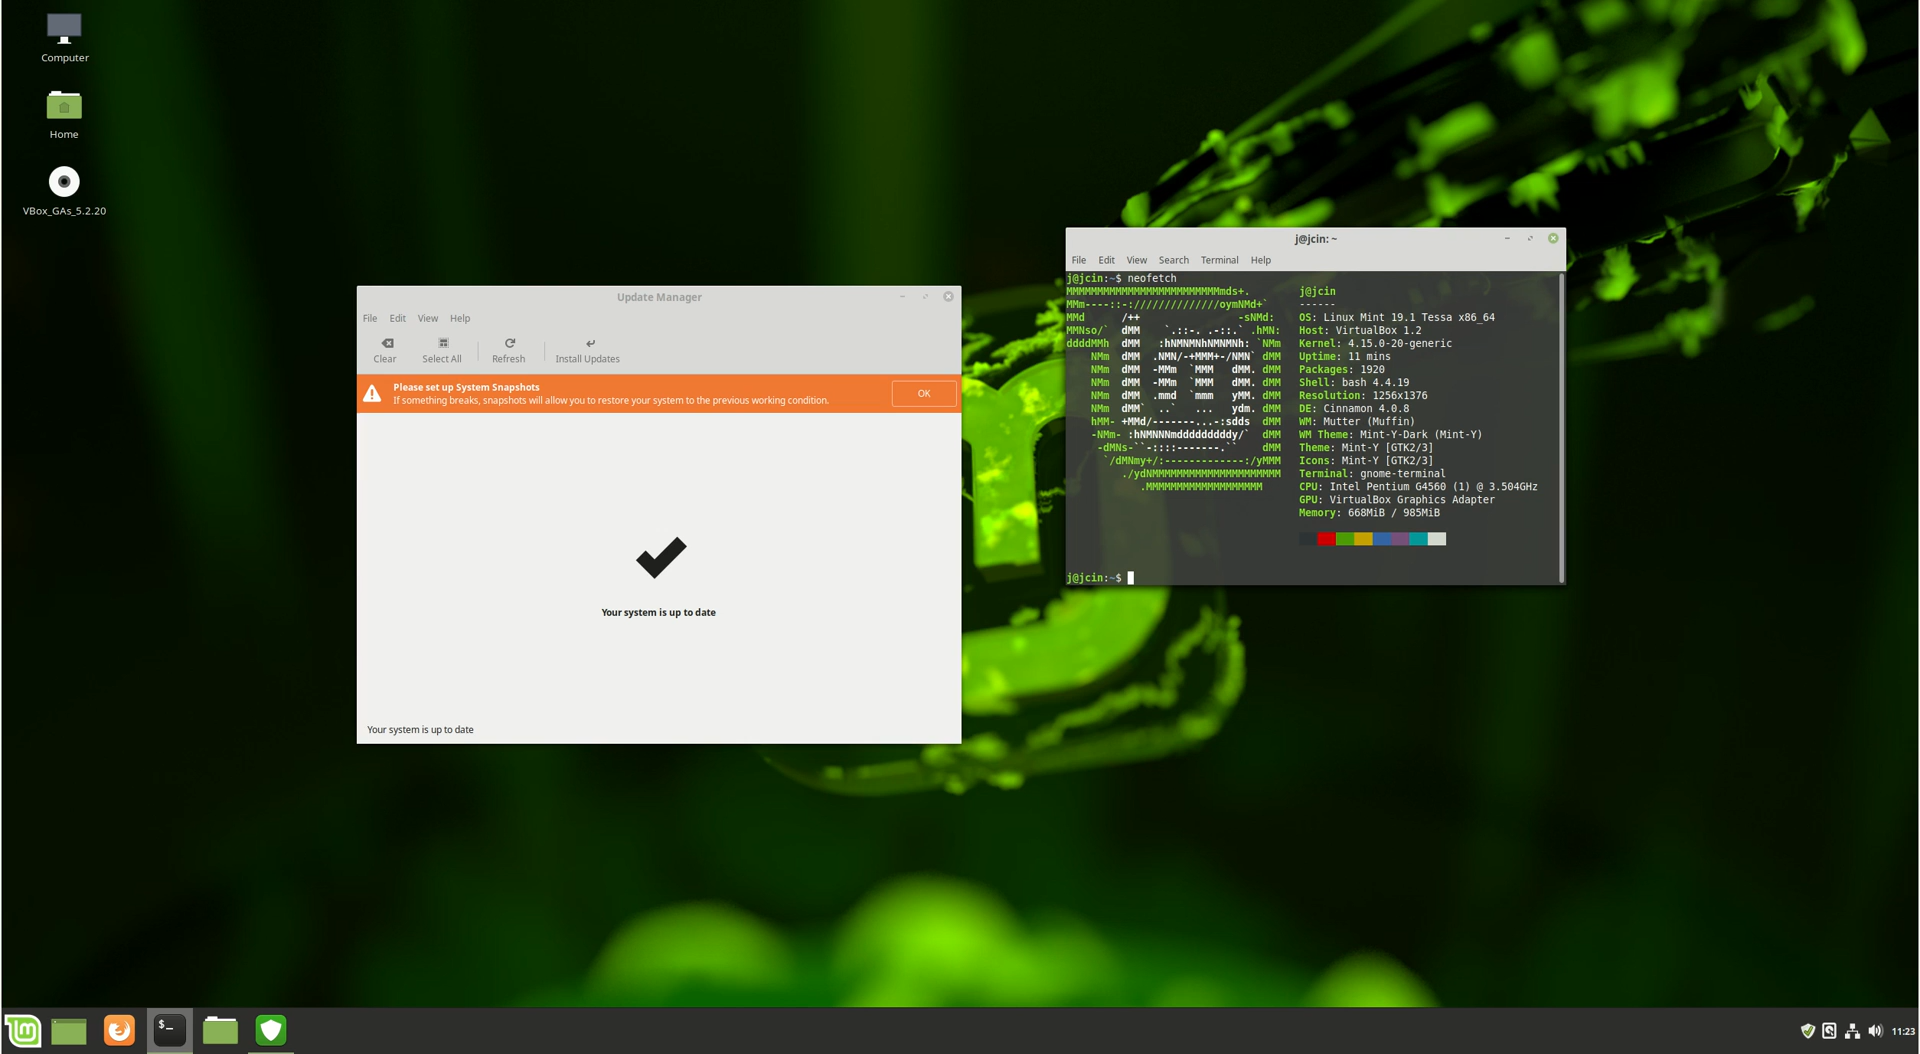 Computer
Home
VBox_GAs_5.2.20
Update Manager
File Edit View Help
Clear Select All Refresh Install Updates
Please set up System Snapshots
If something breaks, snapshots will allow you to restore your system to the previous working condition.
OK
Your system is up to date
Your system is up to date
j@jcin: ~
File Edit View Search Terminal Help
j@jcin:~$ neofetch
j@jcin
------
OS: Linux Mint 19.1 Tessa x86_64
Host: VirtualBox 1.2
Kernel: 4.15.0-20-generic
Uptime: 11 mins
Packages: 1920
Shell: bash 4.4.19
Resolution: 1256x1376
DE: Cinnamon 4.0.8
WM: Mutter (Muffin)
WM Theme: Mint-Y-Dark (Mint-Y)
Theme: Mint-Y [GTK2/3]
Icons: Mint-Y [GTK2/3]
Terminal: gnome-terminal
CPU: Intel Pentium G4560 (1) @ 3.504GHz
GPU: VirtualBox Graphics Adapter
Memory: 668MiB / 985MiB
j@jcin:~$
11:23